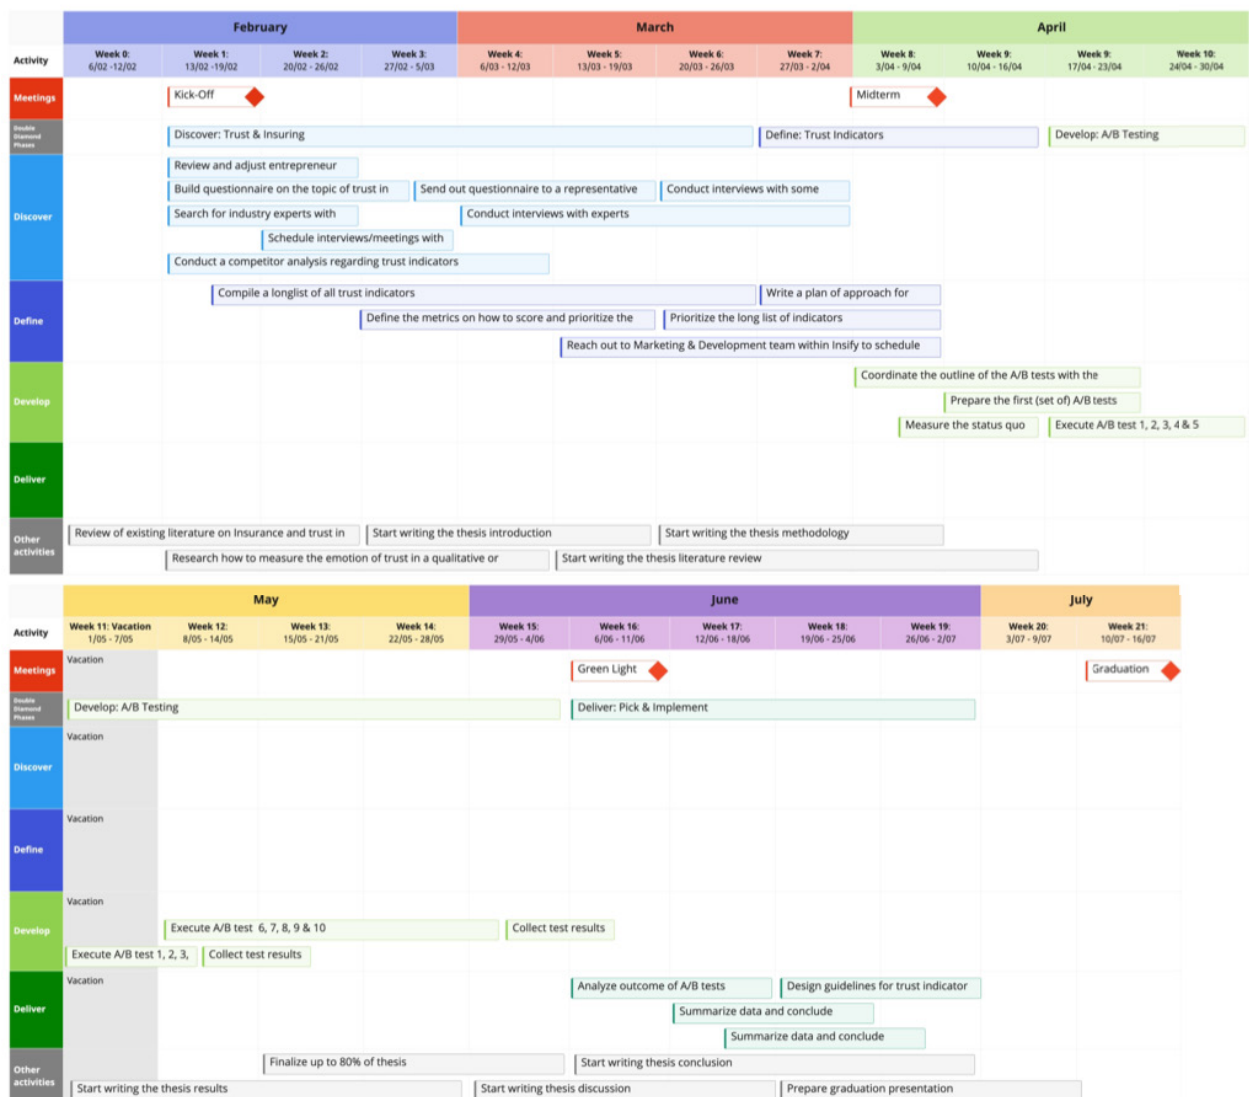 February March April
Activity
Week 0: Week 1: Week 2: Week 3: Week 4: Week 5: Week 6: Week 7: Week 8: Week 9: Week 9: Week 10:
6/02 -12/02 13/02 -19/02 20/02 - 26/02 27/02 - 5/03 6/03 - 12/03 13/03 - 19/03 20/03 - 26/03 27/03 - 2/04 3/04 - 9/04 10/04 - 16/04 17/04 - 23/04 24/04 - 30/04
Meetings
Kick-Off Midterm
Double
Diamond
Phases
Discover: Trust & Insuring Define: Trust Indicators Develop: A/B Testing
Discover
Review and adjust entrepreneur
Build questionnaire on the topic of trust in Send out questionnaire to a representative Conduct interviews with some
Search for industry experts with Conduct interviews with experts
Schedule interviews/meetings with
Conduct a competitor analysis regarding trust indicators
Define
Compile a longlist of all trust indicators Write a plan of approach for
Define the metrics on how to score and prioritize the Prioritize the long list of indicators
Reach out to Marketing & Development team within Insify to schedule
Develop
Coordinate the outline of the A/B tests with the
Prepare the first (set of) A/B tests
Measure the status quo Execute A/B test 1, 2, 3, 4 & 5
Deliver
Other
activities
Review of existing literature on Insurance and trust in Start writing the thesis introduction Start writing the thesis methodology
Research how to measure the emotion of trust in a qualitative or Start writing the thesis literature review
May June July
Activity
Week 11: Vacation Week 12: Week 13: Week 14: Week 15: Week 16: Week 17: Week 18: Week 19: Week 20: Week 21:
1/05 - 7/05 8/05 - 14/05 15/05 - 21/05 22/05 - 28/05 29/05 - 4/06 6/06 - 11/06 12/06 - 18/06 19/06 - 25/06 26/06 - 2/07 3/07 - 9/07 10/07 - 16/07
Meetings
Vacation
Green Light Graduation
Double
Diamond
Phases
Develop: A/B Testing Deliver: Pick & Implement
Discover
Vacation
Define
Vacation
Develop
Vacation
Execute A/B test 6, 7, 8, 9 & 10 Collect test results
Execute A/B test 1, 2, 3, Collect test results
Deliver
Vacation
Analyze outcome of A/B tests Design guidelines for trust indicator
Summarize data and conclude
Summarize data and conclude
Other
activities
Finalize up to 80% of thesis Start writing thesis conclusion
Start writing the thesis results Start writing thesis discussion Prepare graduation presentation